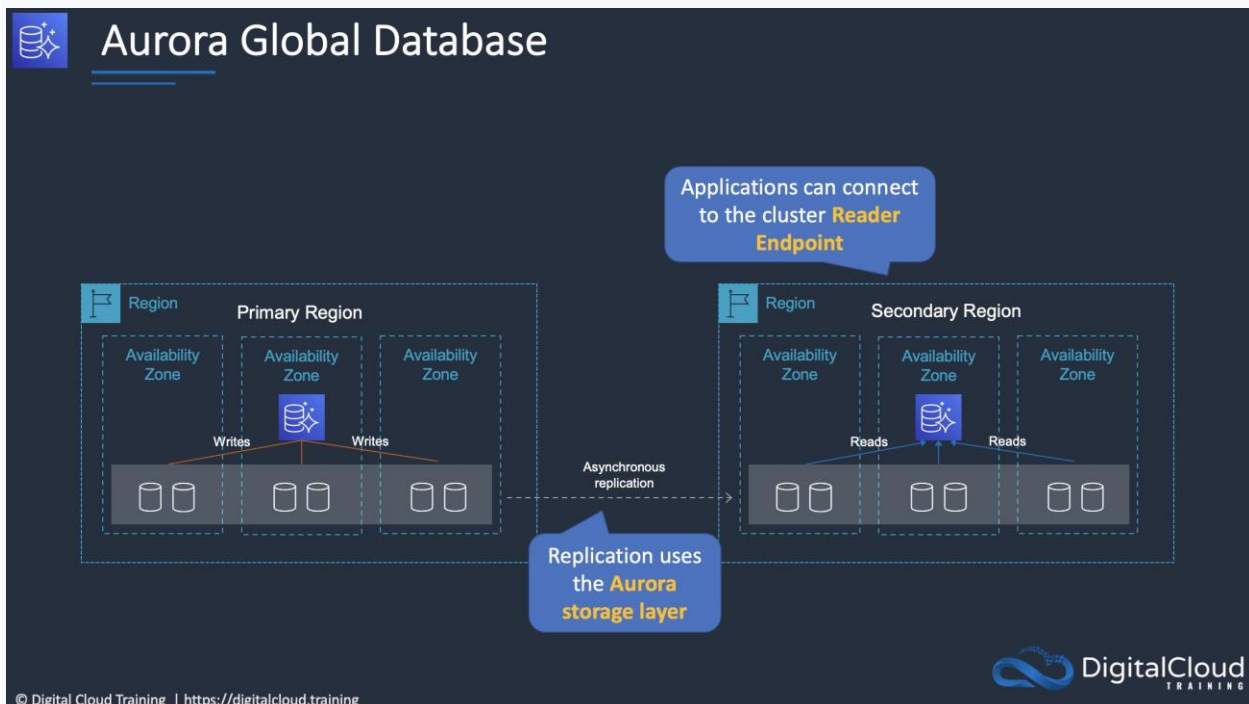 Aurora Global Database
Applications can connect
to the cluster Reader
Endpoint
Region
Primary Region
Availability
Zone
Availability
Zone
Availability
Zone
Writes
Writes
Asynchronous
replication
Replication uses
the Aurora
storage layer
Region
Secondary Region
Availability
Zone
Availability
Zone
Availability
Zone
Reads
Reads
DigitalCloud
TRAINING
© Digital Cloud Training | https://digitalcloud.training